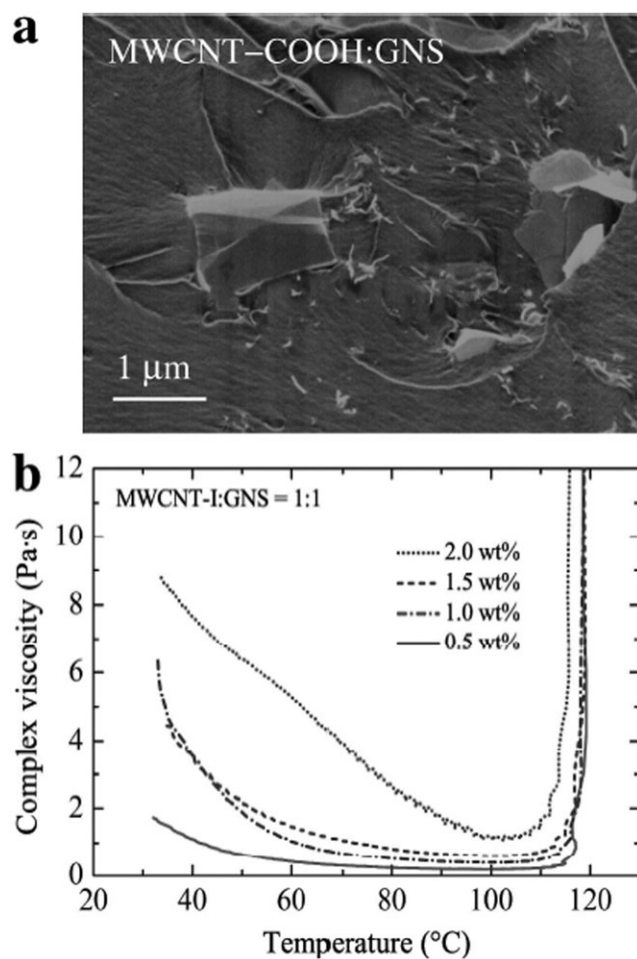 a
MWCNT–COOH:GNS
1 μm
b
MWCNT-I:GNS = 1:1
2.0 wt%
1.5 wt%
1.0 wt%
0.5 wt%
12
10
8
6
4
2
0
Complex viscosity (Pa·s)
20
40
60
80
100
120
Temperature (°C)